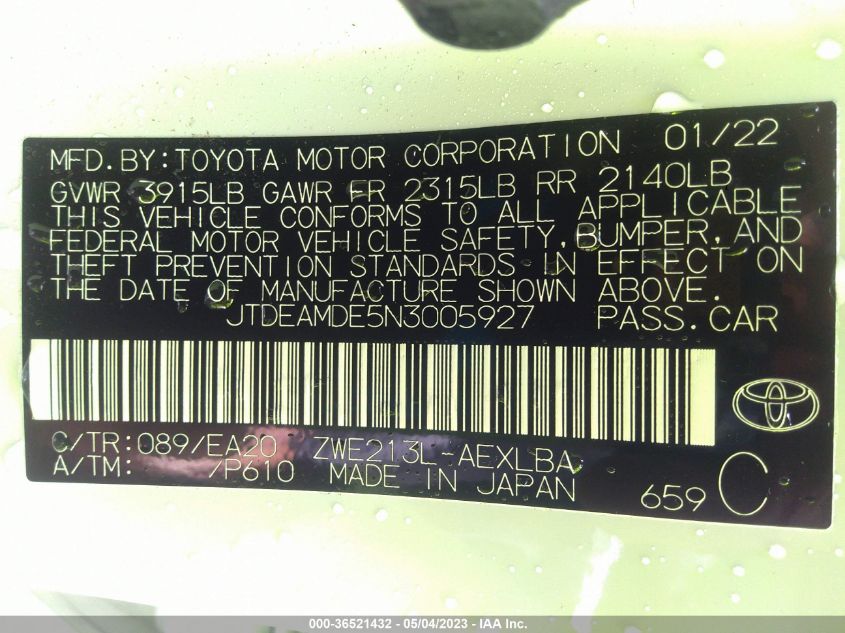 MFD.BY:TOYOTA MOTOR CORPORATION 01/22
GVWR 3915LB GAWR FR 2315LB RR 2140LB
THIS VEHICLE CONFORMS TO ALL APPLICABLE
FEDERAL MOTOR VEHICLE SAFETY,BUMPER,AND
THEFT PREVENTION STANDARDS IN EFFECT ON
THE DATE OF MANUFACTURE SHOWN ABOVE.
JTDEAMDE5N3005927 PASS.CAR
C/TR:089/EA20 ZWE213L-AEXLBA
A/TM: /P610 MADE IN JAPAN 659 C
000-36521432 - 05/04/2023 - IAA Inc.